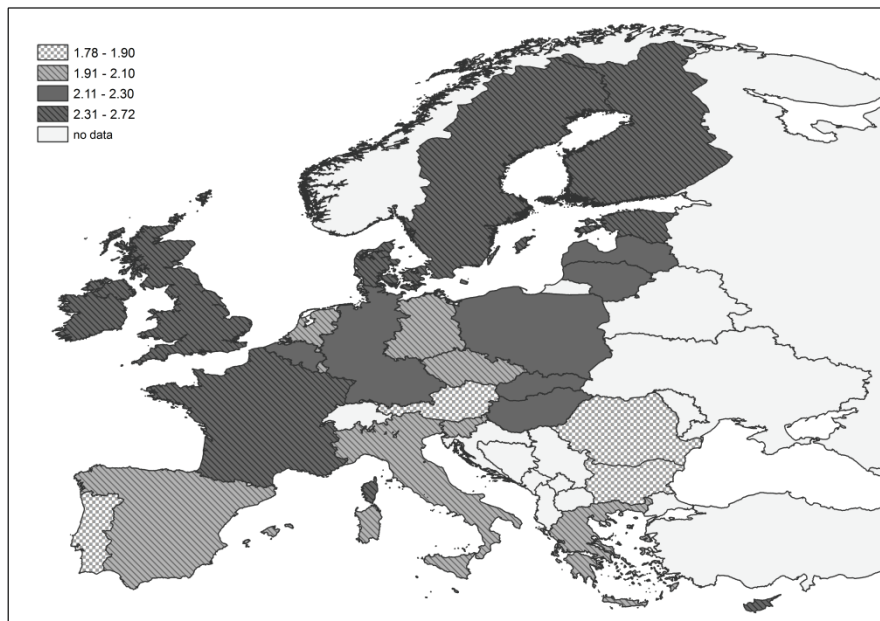 1.78 - 1.90
1.91 - 2.10
2.11 - 2.30
2.31 - 2.72
no data